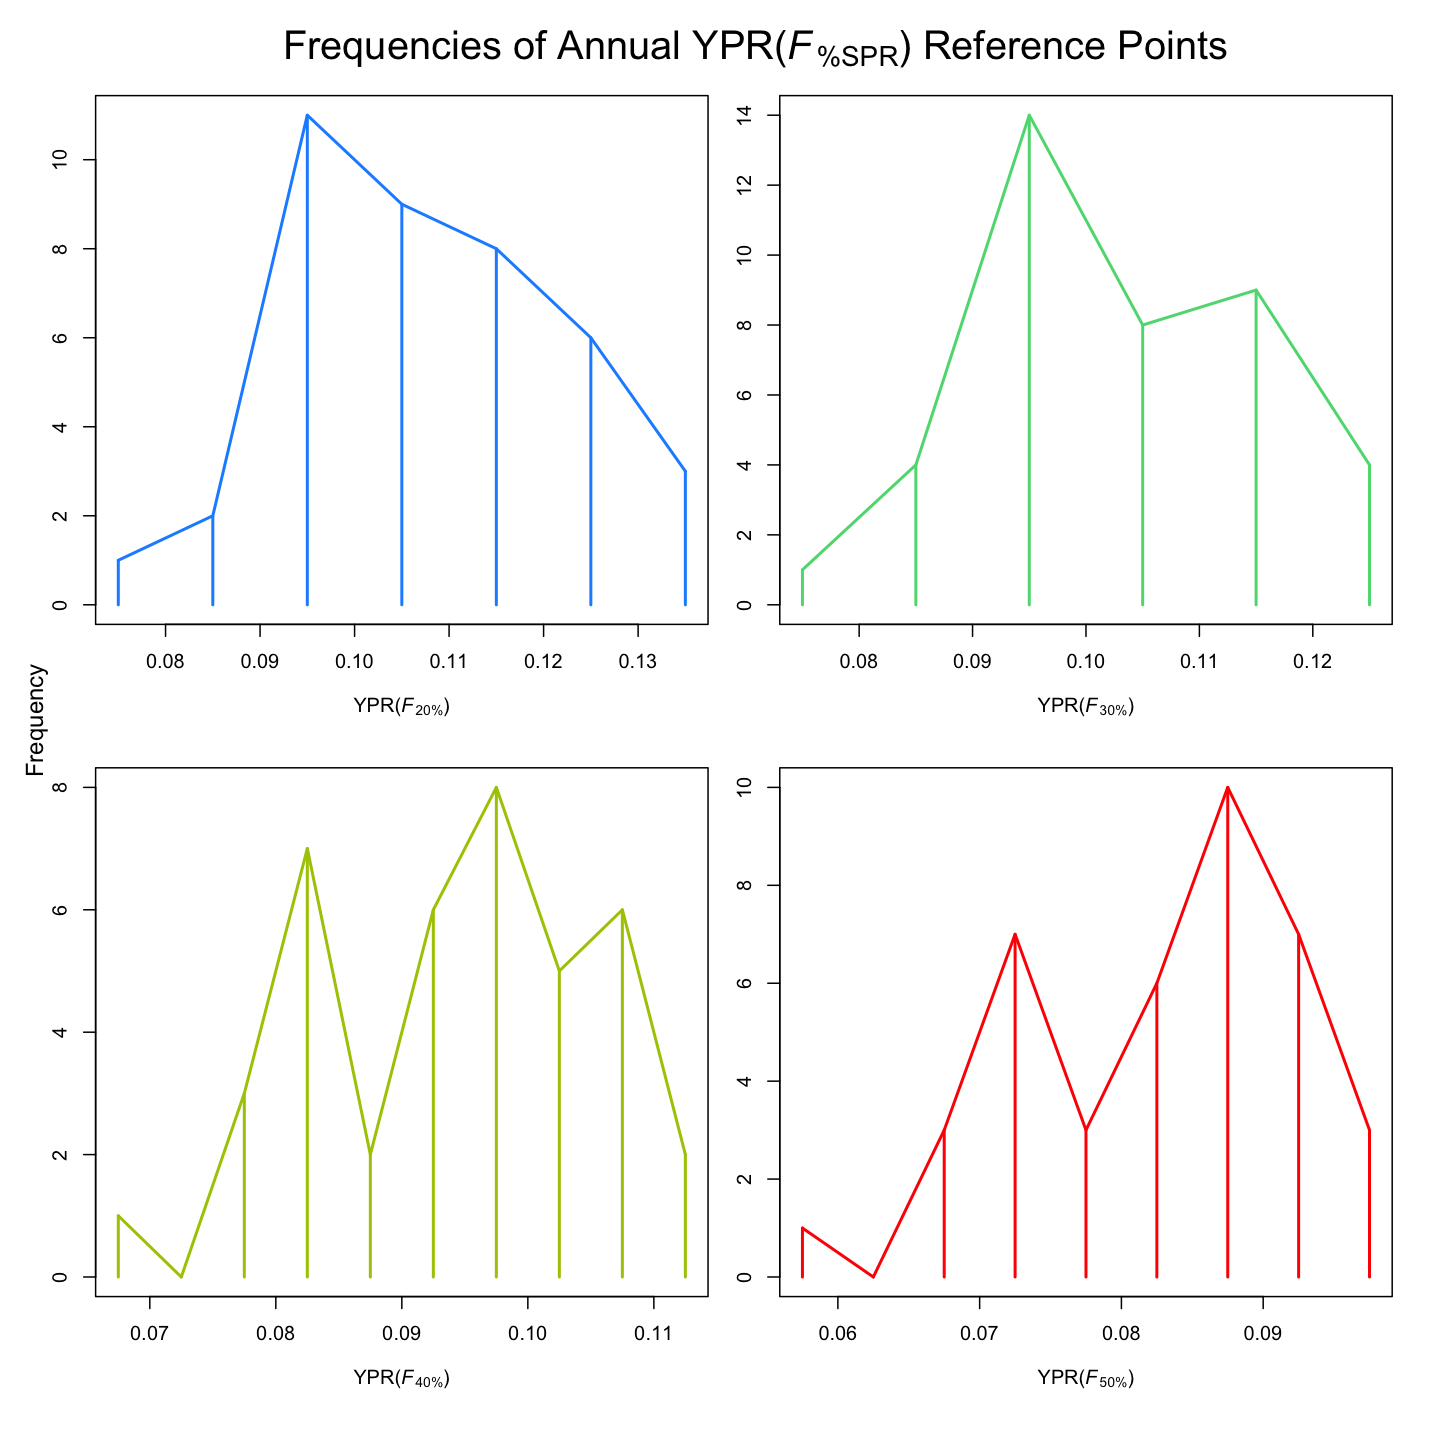 Frequencies of Annual YPR(F%SPR) Reference Points
Frequency
0 2 4 6 8 10
0.08 0.09 0.10 0.11 0.12 0.13
YPR(F20%)
0 2 4 6 8 10 12 14
0.08 0.09 0.10 0.11 0.12
YPR(F30%)
0 2 4 6 8
0.07 0.08 0.09 0.10 0.11
YPR(F40%)
0 2 4 6 8 10
0.06 0.07 0.08 0.09
YPR(F50%)